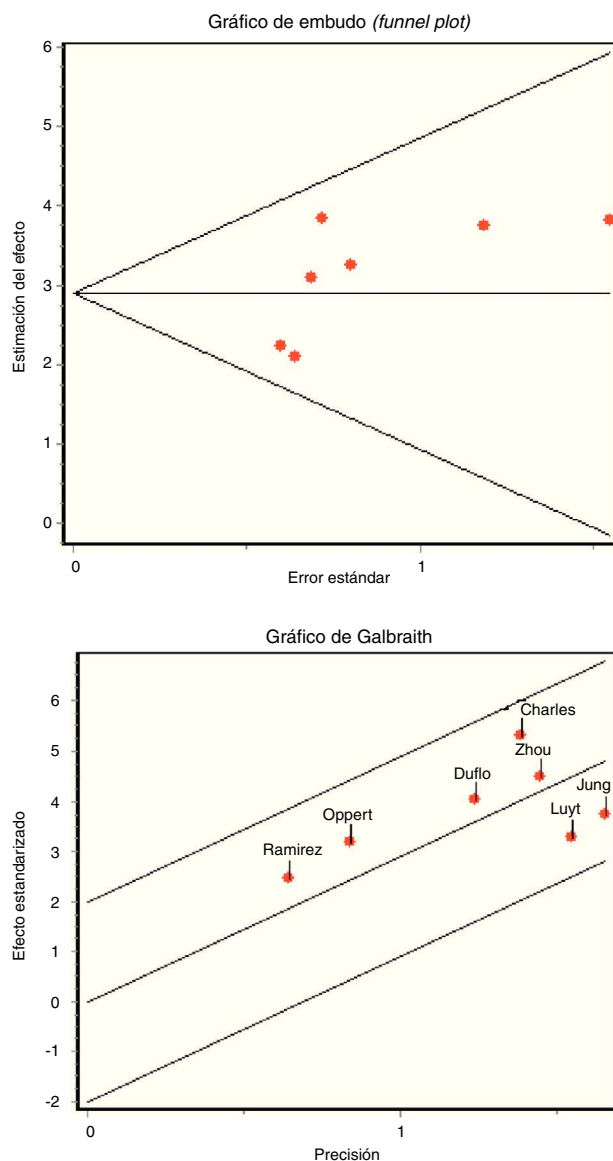 Gráfico de embudo (funnel plot)
6
5
4
3
2
1
0
Estimación del efecto
0 1
Error estándar
Gráfico de Galbraith
6
5
4
3
2
1
0
-1
-2
Efecto estandarizado
Charles
Zhou
Duflo
Jung
Oppert
Luyt
Ramirez
0 1
Precisión